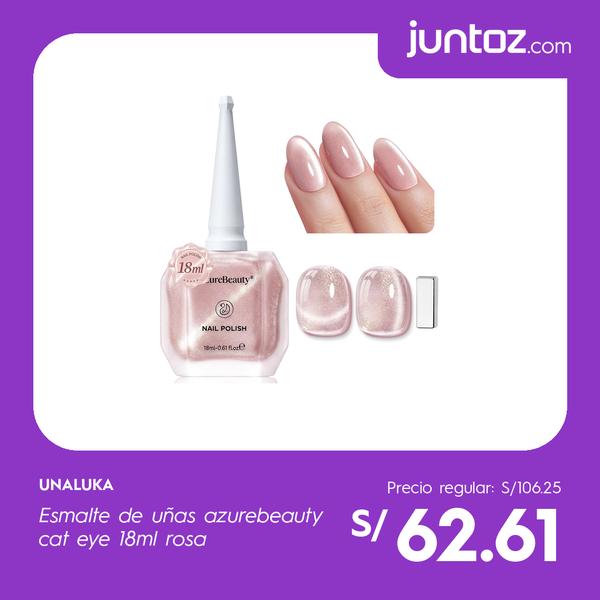 juntoz.com
18ml
NAIL POLISH
18ml-0.61 fl.oz℮
UNALUKA
Esmalte de uñas azurebeauty
cat eye 18ml rosa
Precio regular: S/106.25
S/ 62.61